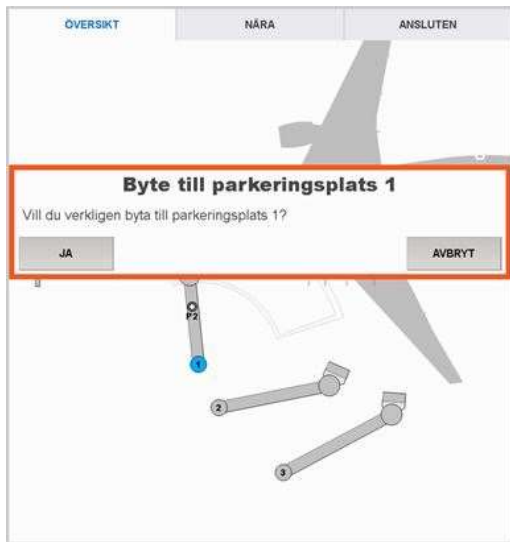 ÖVERSIKT
NÄRA
ANSLUTEN
Byte till parkeringsplats 1
Vill du verkligen byta till parkeringsplats 1?
JA
AVBRYT
P2
1
2
3